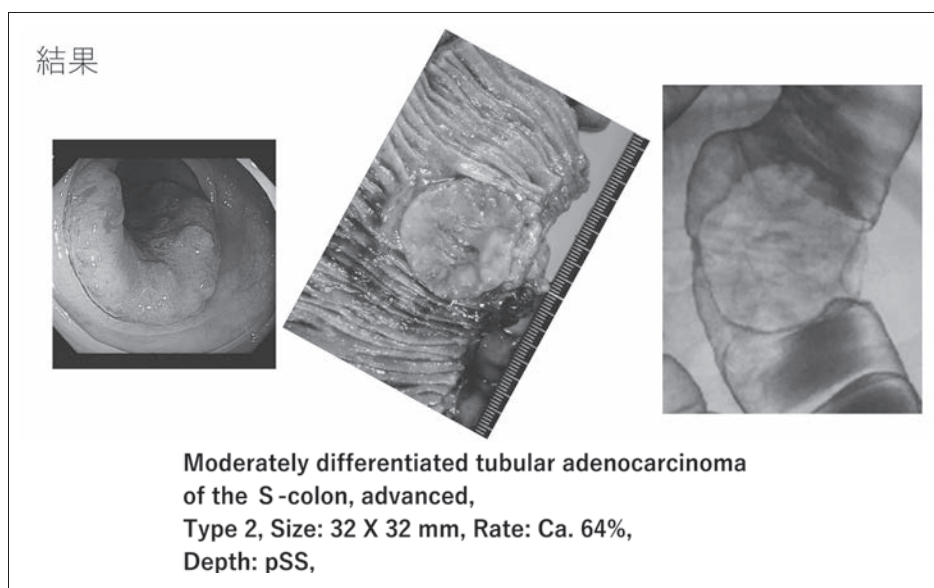 結果
Moderately differentiated tubular adenocarcinoma
of the S-colon, advanced,
Type 2, Size: 32 X 32 mm, Rate: Ca. 64%,
Depth: pSS,